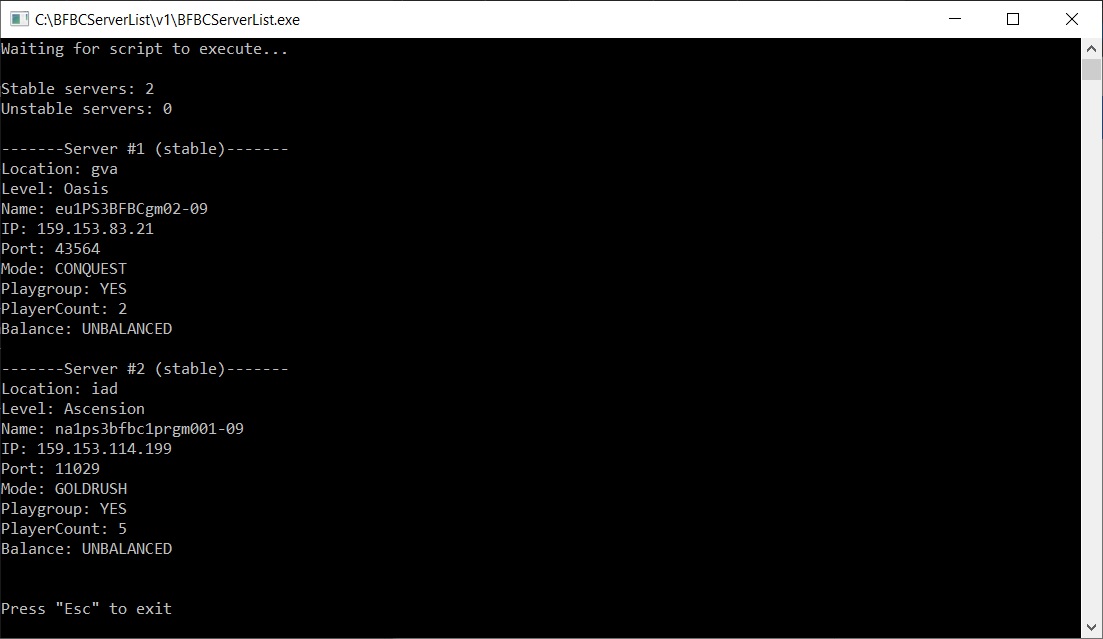 C:\BFBCServerList\v1\BFBCServerList.exe
Waiting for script to execute...
Stable servers: 2
Unstable servers: 0
-------Server #1 (stable)-------
Location: gva
Level: Oasis
Name: eu1PS3BFBCgm02-09
IP: 159.153.83.21
Port: 43564
Mode: CONQUEST
Playgroup: YES
PlayerCount: 2
Balance: UNBALANCED
-------Server #2 (stable)-------
Location: iad
Level: Ascension
Name: na1ps3bfbc1prgm001-09
IP: 159.153.114.199
Port: 11029
Mode: GOLDRUSH
Playgroup: YES
PlayerCount: 5
Balance: UNBALANCED
Press "Esc" to exit